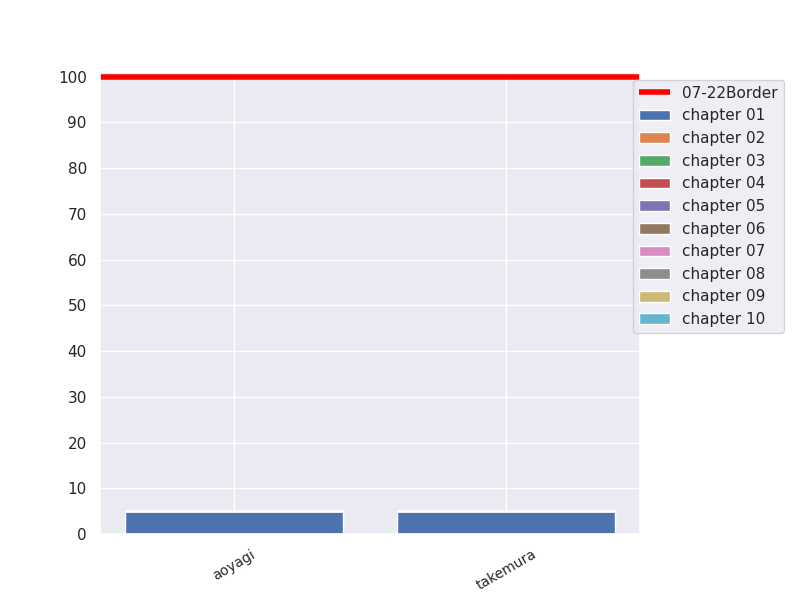 100
90
80
70
60
50
40
30
20
10
0
aoyagi
takemura
07-22Border
chapter 01
chapter 02
chapter 03
chapter 04
chapter 05
chapter 06
chapter 07
chapter 08
chapter 09
chapter 10